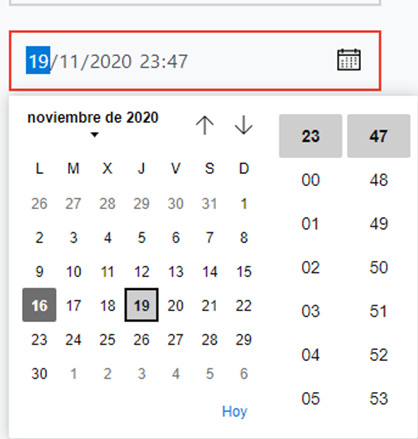 19/11/2020 23:47
noviembre de 2020
L M X J V S D
26 27 28 29 30 31 1
2 3 4 5 6 7 8
9 10 11 12 13 14 15
16 17 18 19 20 21 22
23 24 25 26 27 28 29
30 1 2 3 4 5 6
Hoy
23 47
00 48
01 49
02 50
03 51
04 52
05 53